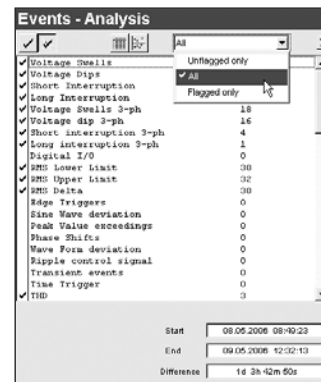 Events - Analysis
All
Unflagged only
All
Flagged only
Voltage Swells
Voltage Dips
Short Interruption
Long Interruption
Voltage Swells 3-ph 18
Voltage dip 3-ph 16
Short interruption 3-ph 4
Long interruption 3-ph 1
Digital I/O 0
RMS Lower Limit 30
RMS Upper Limit 32
RMS Delta 30
Edge Triggers 0
Sine Wave deviation 0
Peak Value exceedings 0
Phase Shifts 0
Wave Form deviation 0
Ripple control signal 0
Transient events 0
Time Trigger 0
THD 3
Start 08.05.2006 08:49:23
End 09.05.2006 12:32:13
Difference 1d 3h 42m 50s